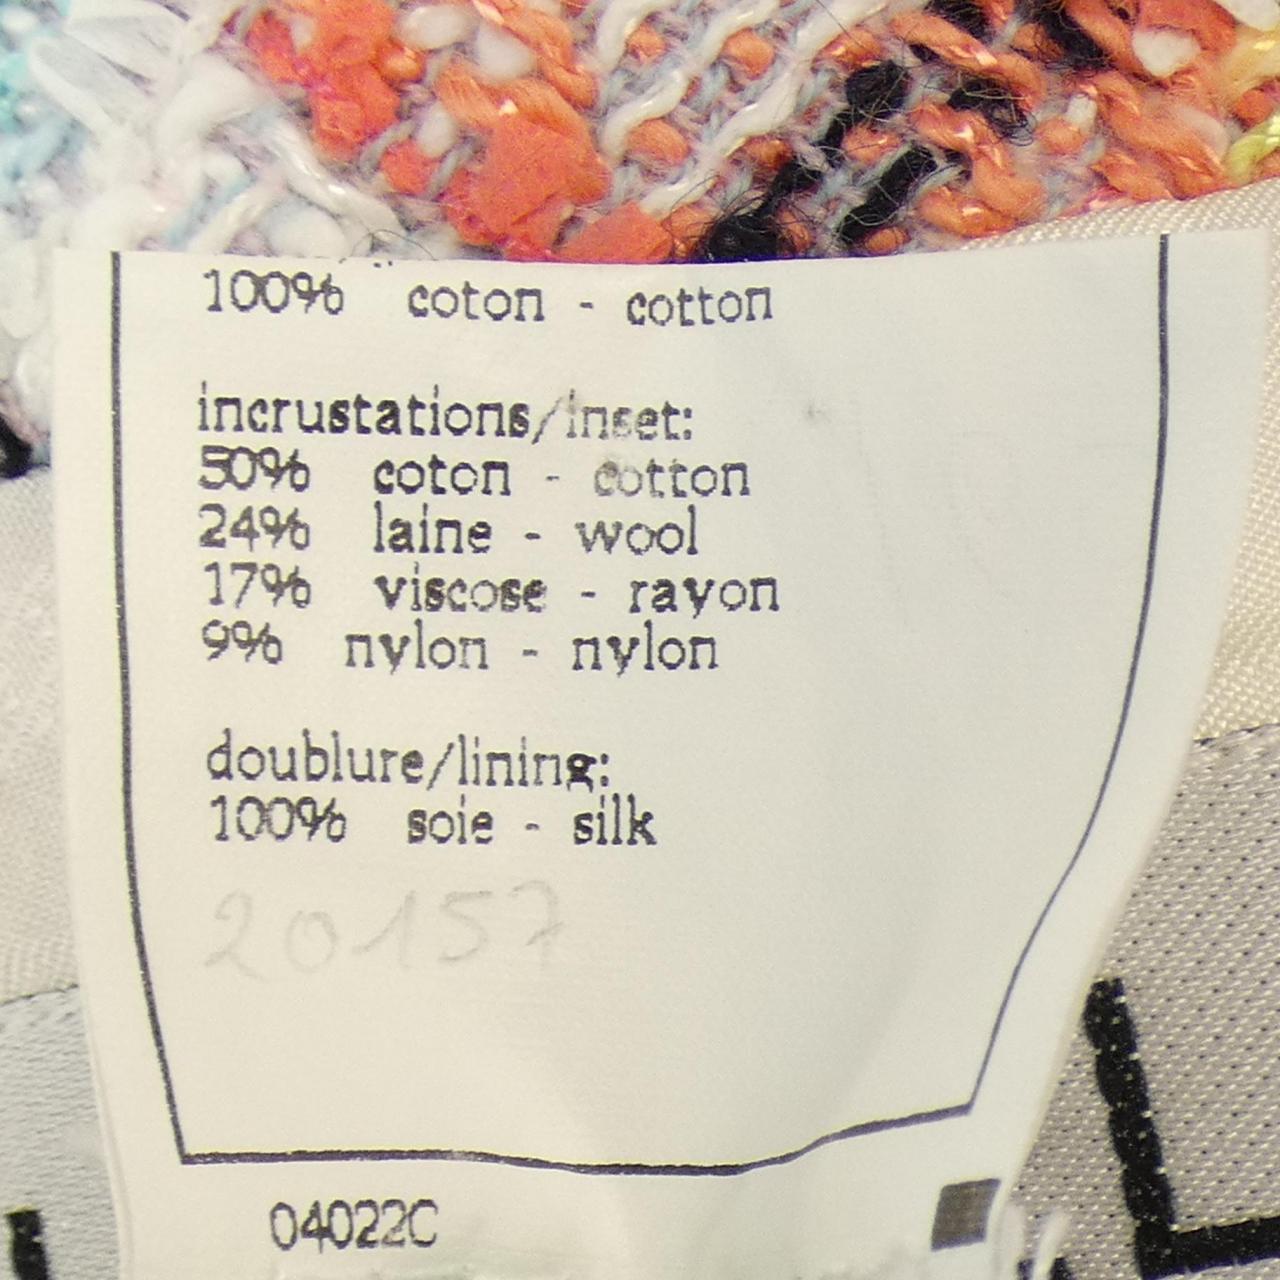 100% coton - cotton
incrustations/inset:
50% coton - cotton
24% laine - wool
17% viscose - rayon
9% nylon - nylon
doublure/lining:
100% soie - silk
20157
04022C